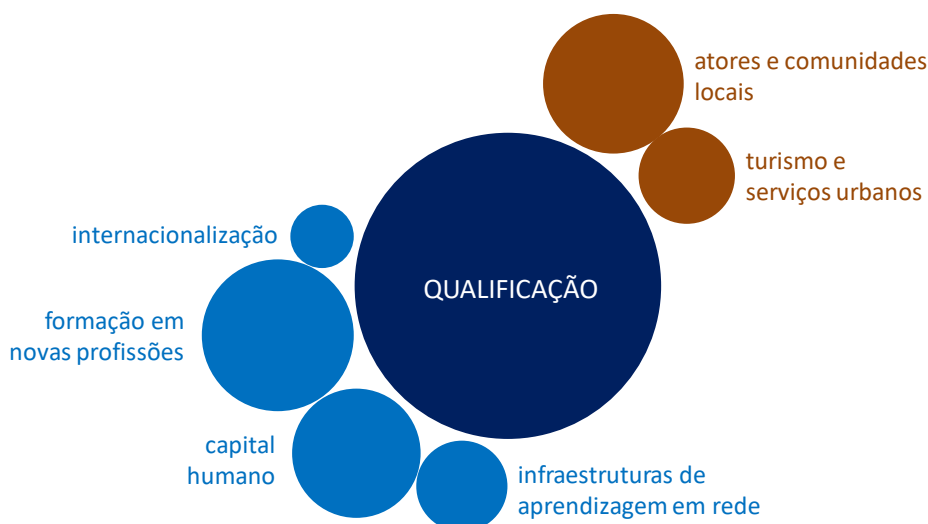 atores e comunidades
locais
turismo e
serviços urbanos
internacionalização
QUALIFICAÇÃO
formação em
novas profissões
capital
humano
infraestruturas de
aprendizagem em rede